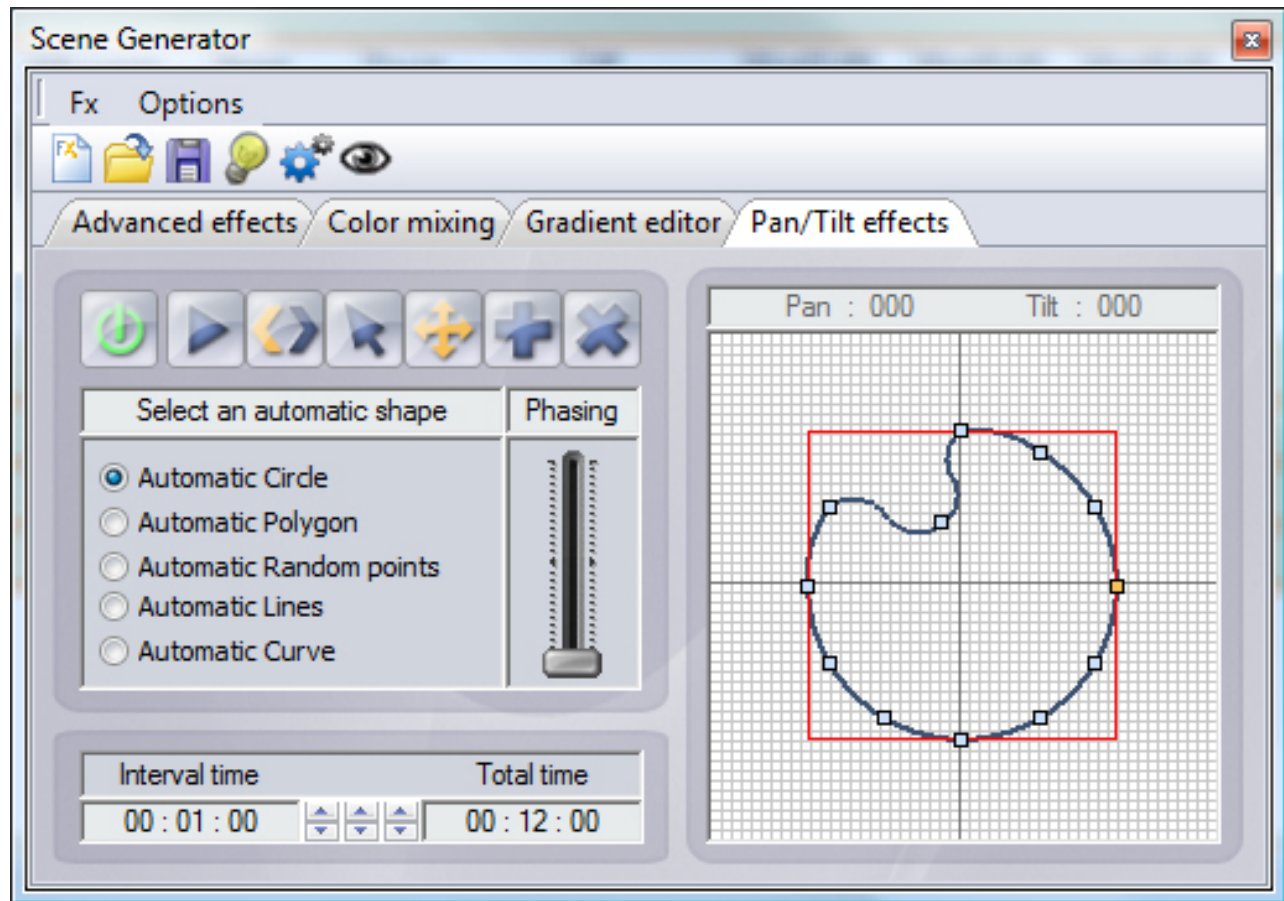 Scene Generator
Fx Options
FX
Advanced effects Color mixing Gradient editor Pan/Tilt effects
Pan : 000 Tilt : 000
Select an automatic shape Phasing
Automatic Circle
Automatic Polygon
Automatic Random points
Automatic Lines
Automatic Curve
Interval time Total time
00 : 01 : 00 00 : 12 : 00